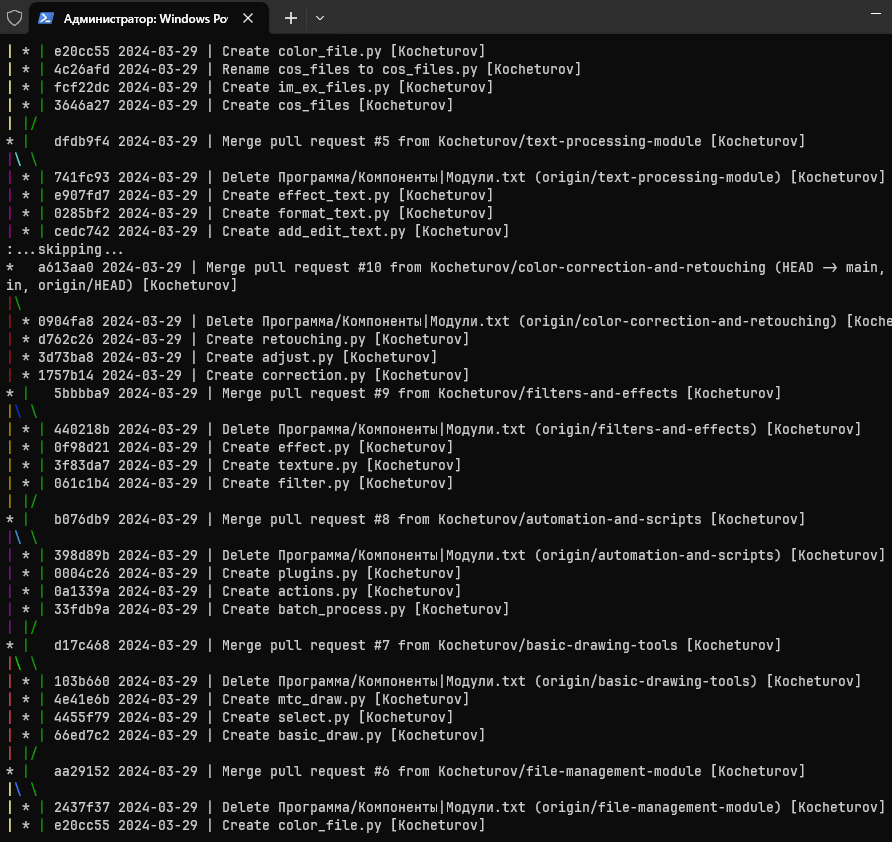 Администратор: Windows Po
| * | e20cc55 2024-03-29 | Create color_file.py [Kocheturov]
| * | 4c26afd 2024-03-29 | Rename cos_files to cos_files.py [Kocheturov]
| * | fcf22dc 2024-03-29 | Create im_ex_files.py [Kocheturov]
| * | 3646a27 2024-03-29 | Create cos_files [Kocheturov]
| |/
* |   dfdb9f4 2024-03-29 | Merge pull request #5 from Kocheturov/text-processing-module [Kocheturov]
|\ \
| * | 741fc93 2024-03-29 | Delete Программа/Компоненты|Модули.txt (origin/text-processing-module) [Kocheturov]
| * | e907fd7 2024-03-29 | Create effect_text.py [Kocheturov]
| * | 0285bf2 2024-03-29 | Create format_text.py [Kocheturov]
| * | cedc742 2024-03-29 | Create add_edit_text.py [Kocheturov]
:...skipping...
*   a613aa0 2024-03-29 | Merge pull request #10 from Kocheturov/color-correction-and-retouching (HEAD -> main,
in, origin/HEAD) [Kocheturov]
|\
| * 0904fa8 2024-03-29 | Delete Программа/Компоненты|Модули.txt (origin/color-correction-and-retouching) [Koche
| * d762c26 2024-03-29 | Create retouching.py [Kocheturov]
| * 3d73ba8 2024-03-29 | Create adjust.py [Kocheturov]
| * 1757b14 2024-03-29 | Create correction.py [Kocheturov]
* |   5bbbba9 2024-03-29 | Merge pull request #9 from Kocheturov/filters-and-effects [Kocheturov]
|\ \
| * | 440218b 2024-03-29 | Delete Программа/Компоненты|Модули.txt (origin/filters-and-effects) [Kocheturov]
| * | 0f98d21 2024-03-29 | Create effect.py [Kocheturov]
| * | 3f83da7 2024-03-29 | Create texture.py [Kocheturov]
| * | 061c1b4 2024-03-29 | Create filter.py [Kocheturov]
| |/
* |   b076db9 2024-03-29 | Merge pull request #8 from Kocheturov/automation-and-scripts [Kocheturov]
|\ \
| * | 398d89b 2024-03-29 | Delete Программа/Компоненты|Модули.txt (origin/automation-and-scripts) [Kocheturov]
| * | 0004c26 2024-03-29 | Create plugins.py [Kocheturov]
| * | 0a1339a 2024-03-29 | Create actions.py [Kocheturov]
| * | 33fdb9a 2024-03-29 | Create batch_process.py [Kocheturov]
| |/
* |   d17c468 2024-03-29 | Merge pull request #7 from Kocheturov/basic-drawing-tools [Kocheturov]
|\ \
| * | 103b660 2024-03-29 | Delete Программа/Компоненты|Модули.txt (origin/basic-drawing-tools) [Kocheturov]
| * | 4e41e6b 2024-03-29 | Create mtc_draw.py [Kocheturov]
| * | 4455f79 2024-03-29 | Create select.py [Kocheturov]
| * | 66ed7c2 2024-03-29 | Create basic_draw.py [Kocheturov]
| |/
* |   aa29152 2024-03-29 | Merge pull request #6 from Kocheturov/file-management-module [Kocheturov]
|\ \
| * | 2437f37 2024-03-29 | Delete Программа/Компоненты|Модули.txt (origin/file-management-module) [Kocheturov]
| * | e20cc55 2024-03-29 | Create color_file.py [Kocheturov]